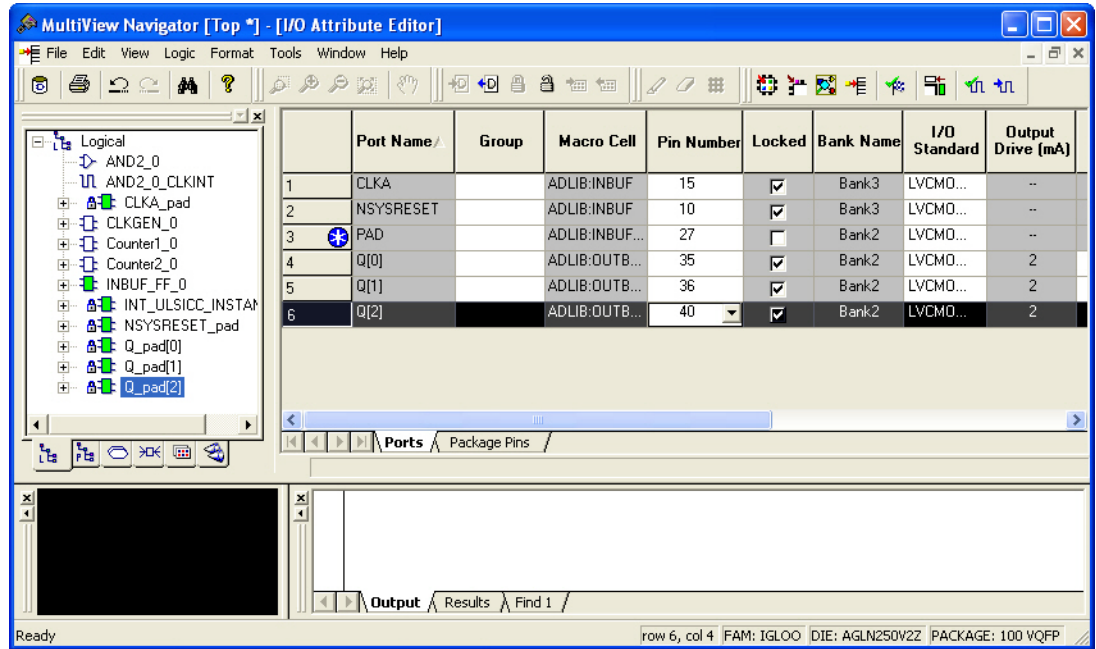 MultiView Navigator [Top *] - [I/O Attribute Editor]
File Edit View Logic Format Tools Window Help
Logical
AND2_0
AND2_0_CLKINT
CLKA_pad
CLKGEN_0
Counter1_0
Counter2_0
INBUF_FF_0
INT_ULSICC_INSTAN
NSYSRESET_pad
Q_pad[0]
Q_pad[1]
Q_pad[2]
Port Name Group Macro Cell Pin Number Locked Bank Name I/O Standard Output Drive (mA)
1 CLKA ADLIB:INBUF 15 Bank3 LVCMO... --
2 NSYSRESET ADLIB:INBUF 10 Bank3 LVCMO... --
3 PAD ADLIB:INBUF... 27 Bank2 LVCMO... --
4 Q[0] ADLIB:OUTB... 35 Bank2 LVCMO... 2
5 Q[1] ADLIB:OUTB... 36 Bank2 LVCMO... 2
6 Q[2] ADLIB:OUTB... 40 Bank2 LVCMO... 2
Ports Package Pins
Output Results Find 1
Ready row 6, col 4 FAM: IGLOO DIE: AGLN250V2Z PACKAGE: 100 VQFP